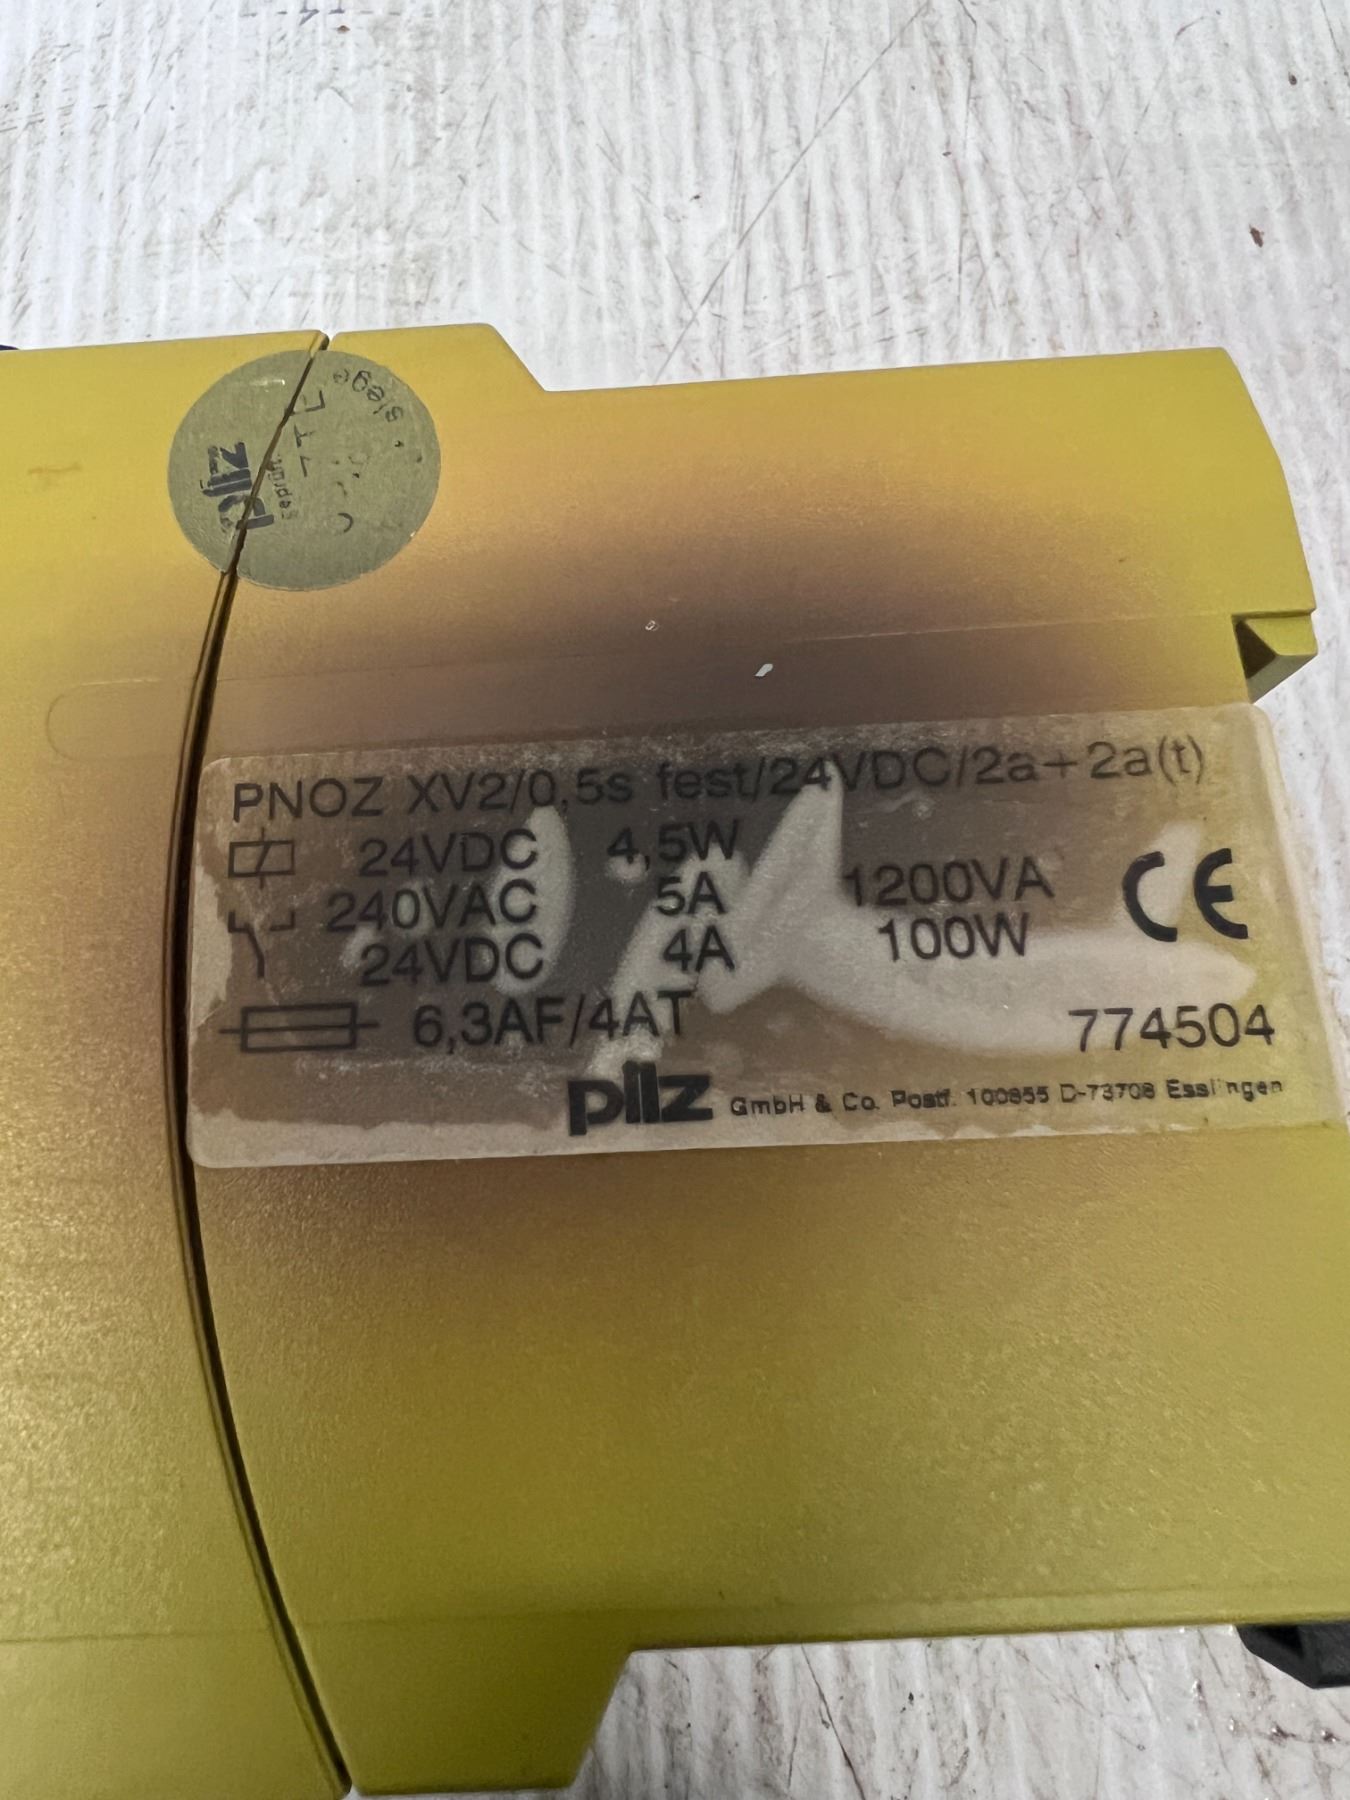 pilz
PNOZ XV2/0,5s fest/24VDC/2a+2a(t)
24VDC 4,5W
240VAC 5A 1200VA
24VDC 4A 100W
CE
6,3AF/4AT
774504
pilz GmbH & Co. Postf. 100855 D-73708 Esslingen